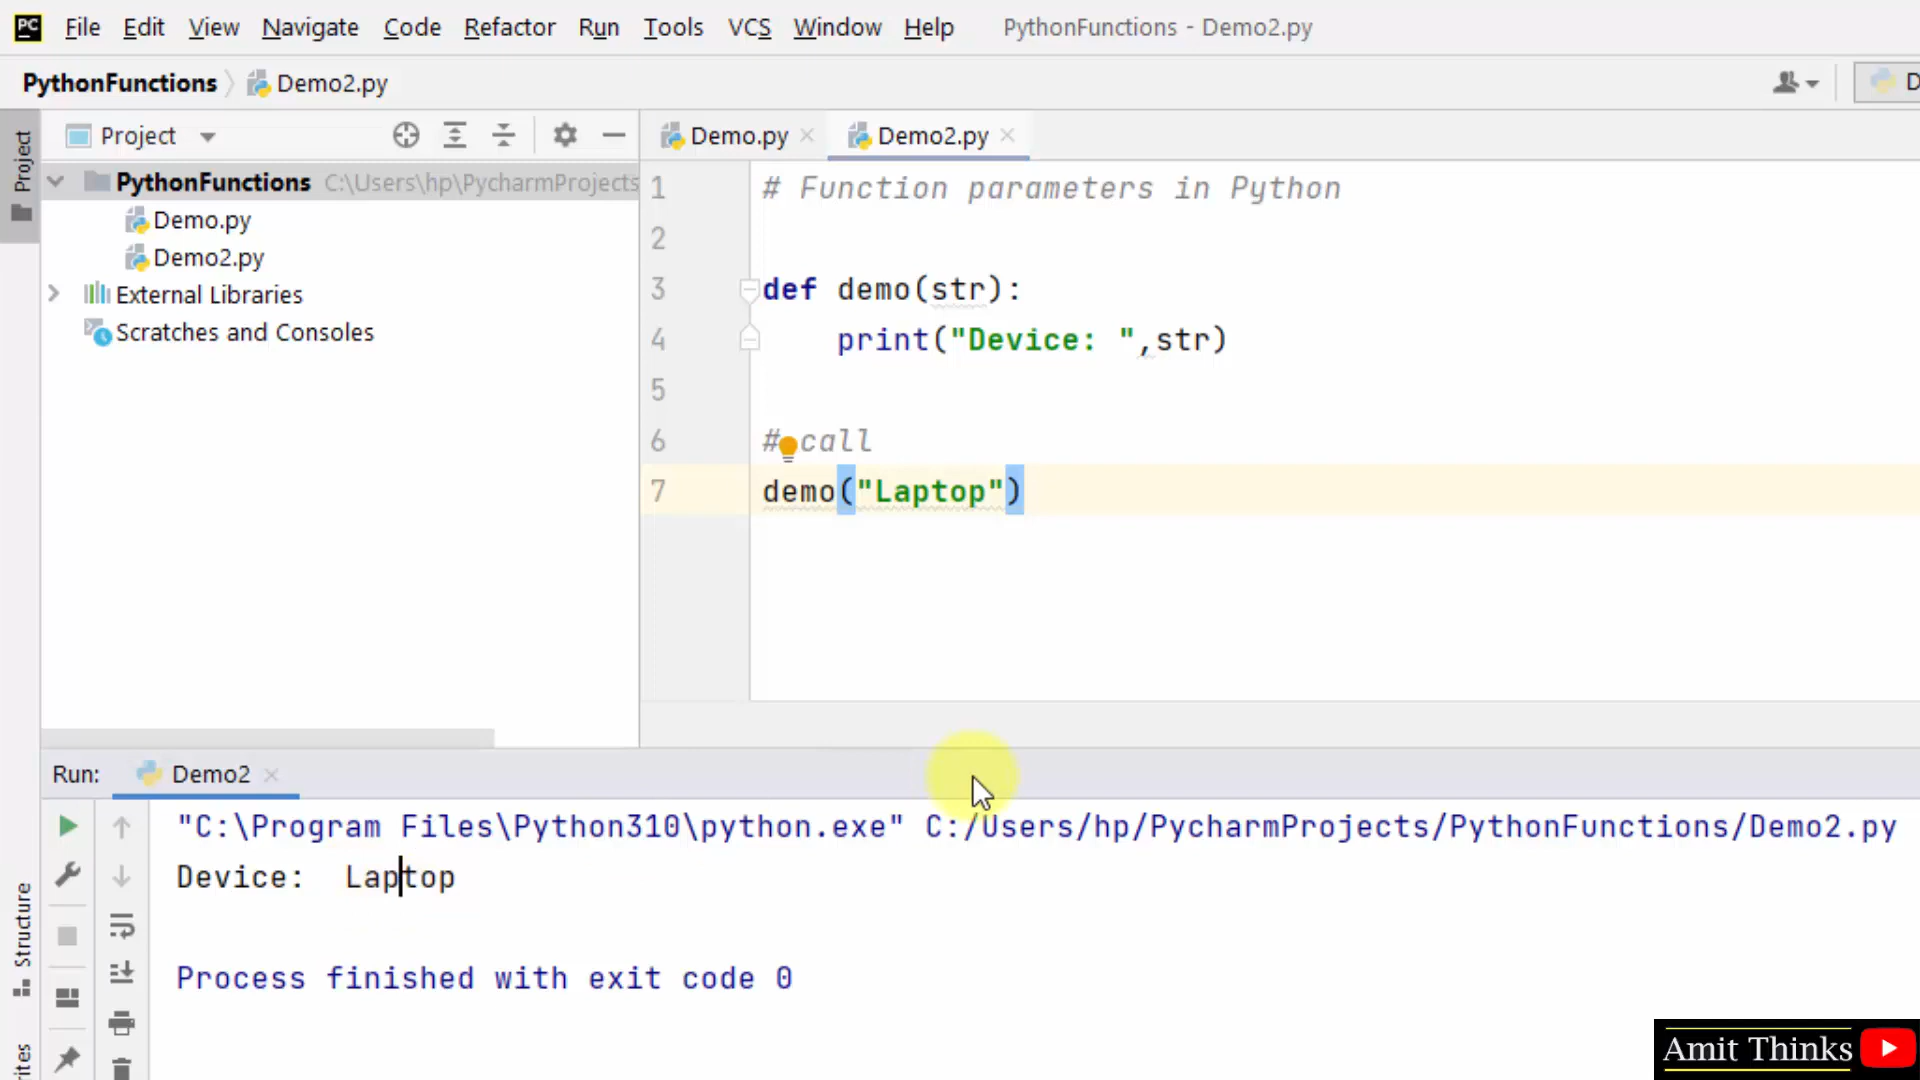 PC File Edit View Navigate Code Refactor Run Tools VCS Window Help PythonFunctions - Demo2.py
PythonFunctions Demo2.py D
Project
Project
Demo.py Demo2.py
PythonFunctions C:\Users\hp\PycharmProjects
Demo.py
Demo2.py
External Libraries
Scratches and Consoles
1 # Function parameters in Python
2
3 def demo(str):
4 print("Device: ",str)
5
6 # call
7 demo("Laptop")
Run: Demo2
"C:\Program Files\Python310\python.exe" C:/Users/hp/PycharmProjects/PythonFunctions/Demo2.py
Device:  Laptop
Process finished with exit code 0
Structure
Amit Thinks